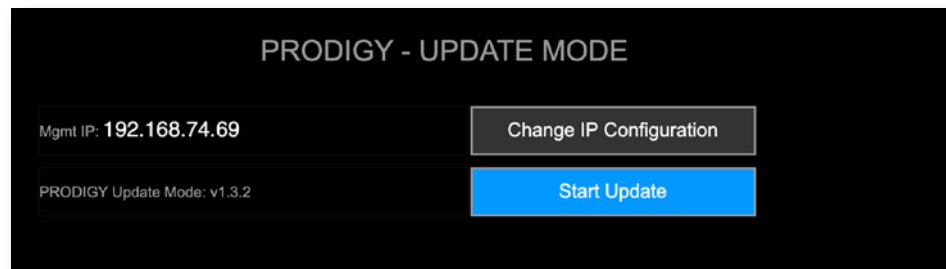 PRODIGY - UPDATE MODE
Mgmt IP: 192.168.74.69
Change IP Configuration
PRODIGY Update Mode: v1.3.2
Start Update